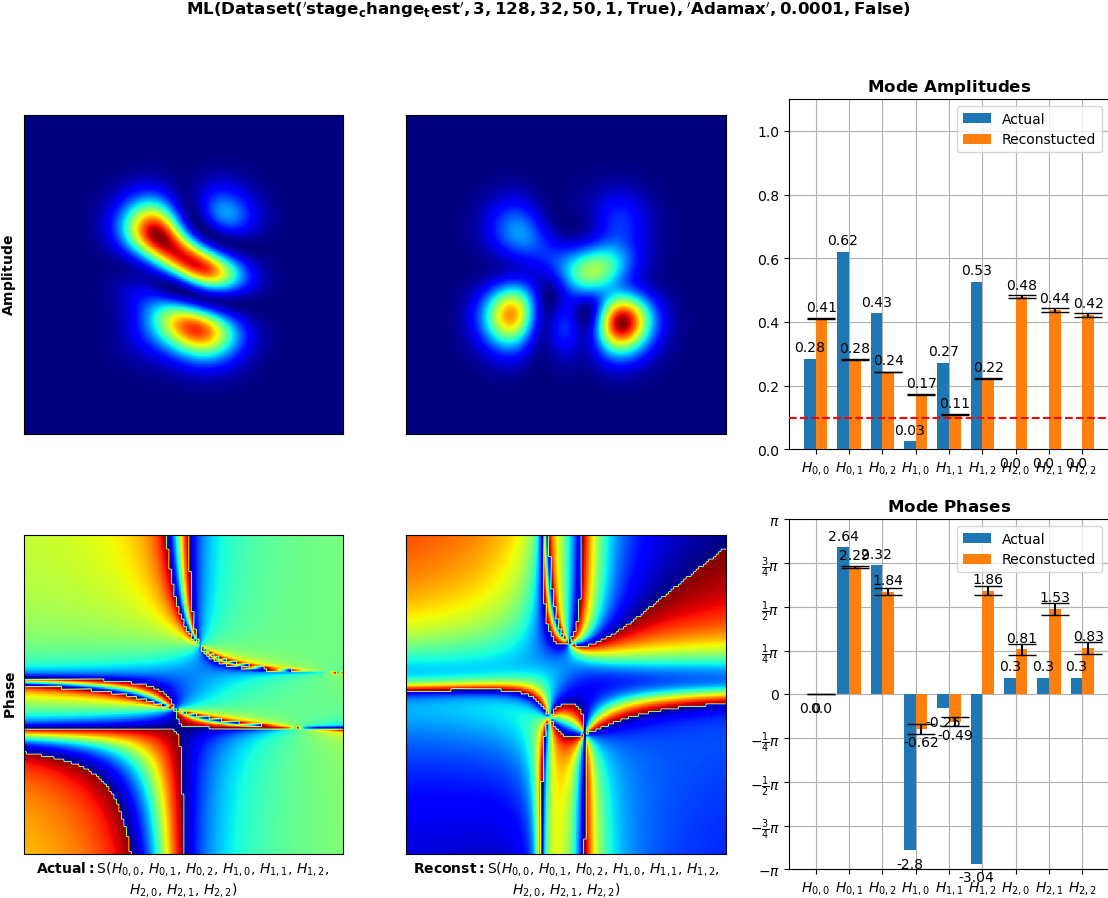 ML(Dataset('stage_change_test', 3, 128, 32, 50, 1, True), 'Adamax', 0.0001, False)
Amplitude
Mode Amplitudes
Actual
Reconstucted
1.0
0.8
0.6
0.4
0.2
0.0
0.28 0.41 0.62 0.28 0.43 0.24 0.03 0.17 0.27 0.11 0.53 0.22 0.0 0.48 0.0 0.44 0.0 0.42
H0,0 H0,1 H0,2 H1,0 H1,1 H1,2 H2,0 H2,1 H2,2
Phase
Actual:S(H0,0, H0,1, H0,2, H1,0, H1,1, H1,2,
H2,0, H2,1, H2,2)
Reconst:S(H0,0, H0,1, H0,2, H1,0, H1,1, H1,2,
H2,0, H2,1, H2,2)
Mode Phases
Actual
Reconstucted
π
3/4π
1/2π
1/4π
0
−1/4π
−1/2π
−3/4π
−π
0.0 0.0 2.64 2.32 1.84 -2.8 -0.62 -0.49 -3.04 1.86 0.3 0.81 0.3 1.53 0.3 0.83
H0,0 H0,1 H0,2 H1,0 H1,1 H1,2 H2,0 H2,1 H2,2